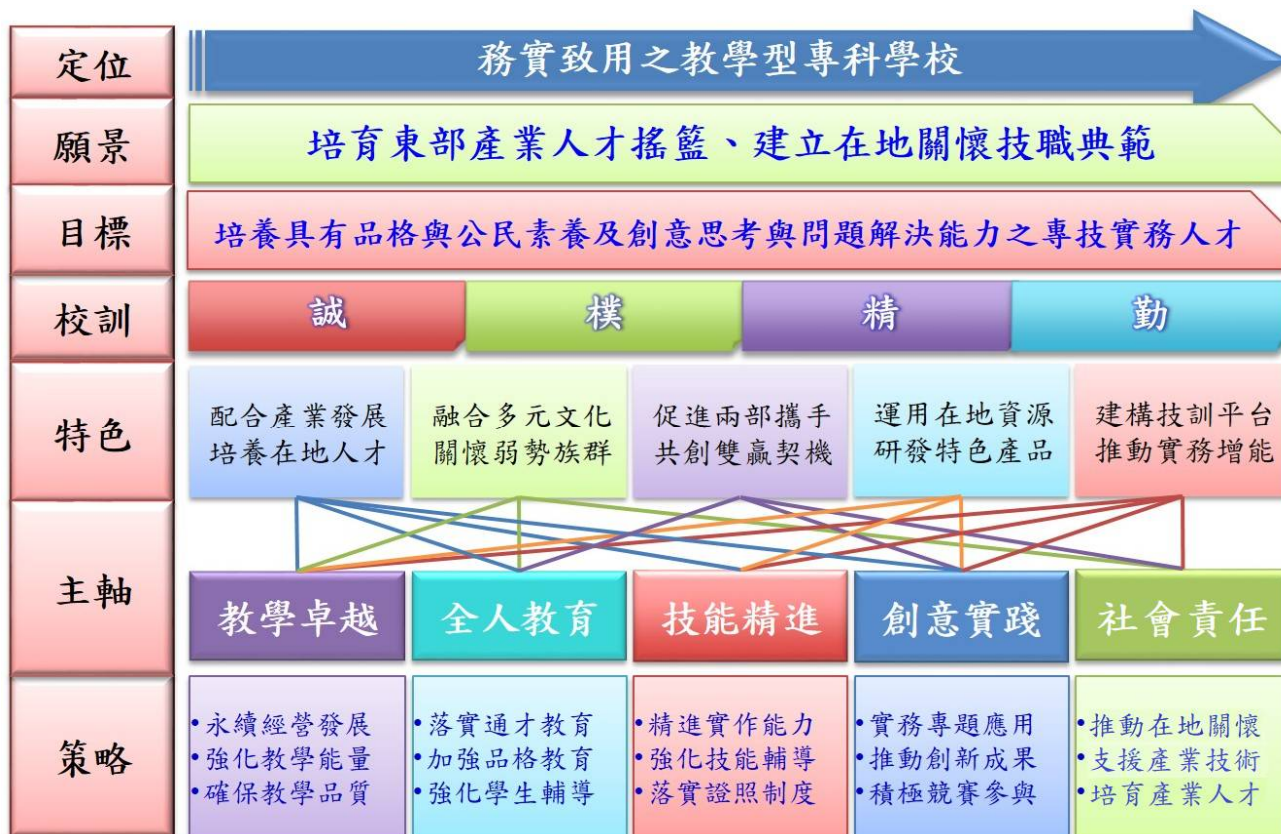 定位
務實致用之教學型專科學校
願景
培育東部產業人才搖籃、建立在地關懷技職典範
目標
培養具有品格與公民素養及創意思考與問題解決能力之專技實務人才
校訓
誠
樸
精
勤
特色
配合產業發展
培養在地人才
融合多元文化
關懷弱勢族群
促進兩部攜手
共創雙贏契機
運用在地資源
研發特色產品
建構技訓平台
推動實務增能
主軸
教學卓越
全人教育
技能精進
創意實踐
社會責任
策略
•永續經營發展
•強化教學能量
•確保教學品質
•落實通才教育
•加強品格教育
•強化學生輔導
•精進實作能力
•強化技能輔導
•落實證照制度
•實務專題應用
•推動創新成果
•積極競賽參與
•推動在地關懷
•支援產業技術
•培育產業人才